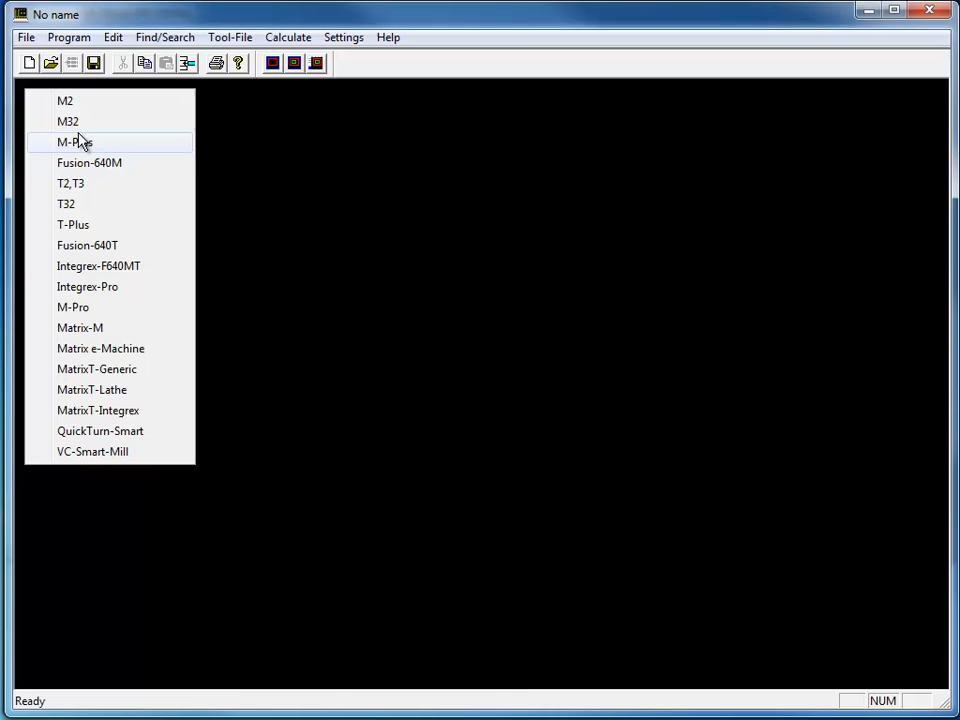 No name
File Program Edit Find/Search Tool-File Calculate Settings Help
M2
M32
M-Plus
Fusion-640M
T2,T3
T32
T-Plus
Fusion-640T
Integrex-F640MT
Integrex-Pro
M-Pro
Matrix-M
Matrix e-Machine
MatrixT-Generic
MatrixT-Lathe
MatrixT-Integrex
QuickTurn-Smart
VC-Smart-Mill
Ready NUM